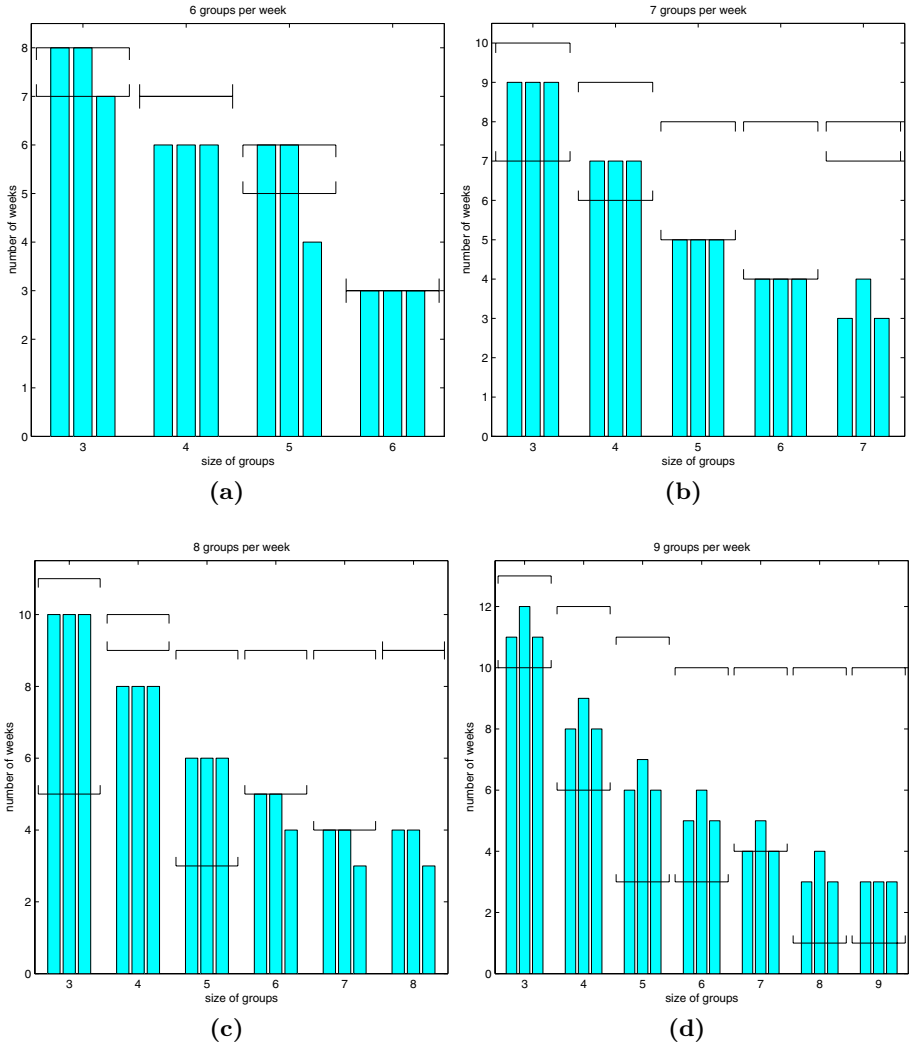 6 groups per week
8
7
6
5
4
3
2
1
0
number of weeks
3 4 5 6
size of groups
(a)
7 groups per week
10
9
8
7
6
5
4
3
2
1
0
number of weeks
3 4 5 6 7
size of groups
(b)
8 groups per week
10
8
6
4
2
0
number of weeks
3 4 5 6 7 8
size of groups
(c)
9 groups per week
12
10
8
6
4
2
0
number of weeks
3 4 5 6 7 8 9
size of groups
(d)